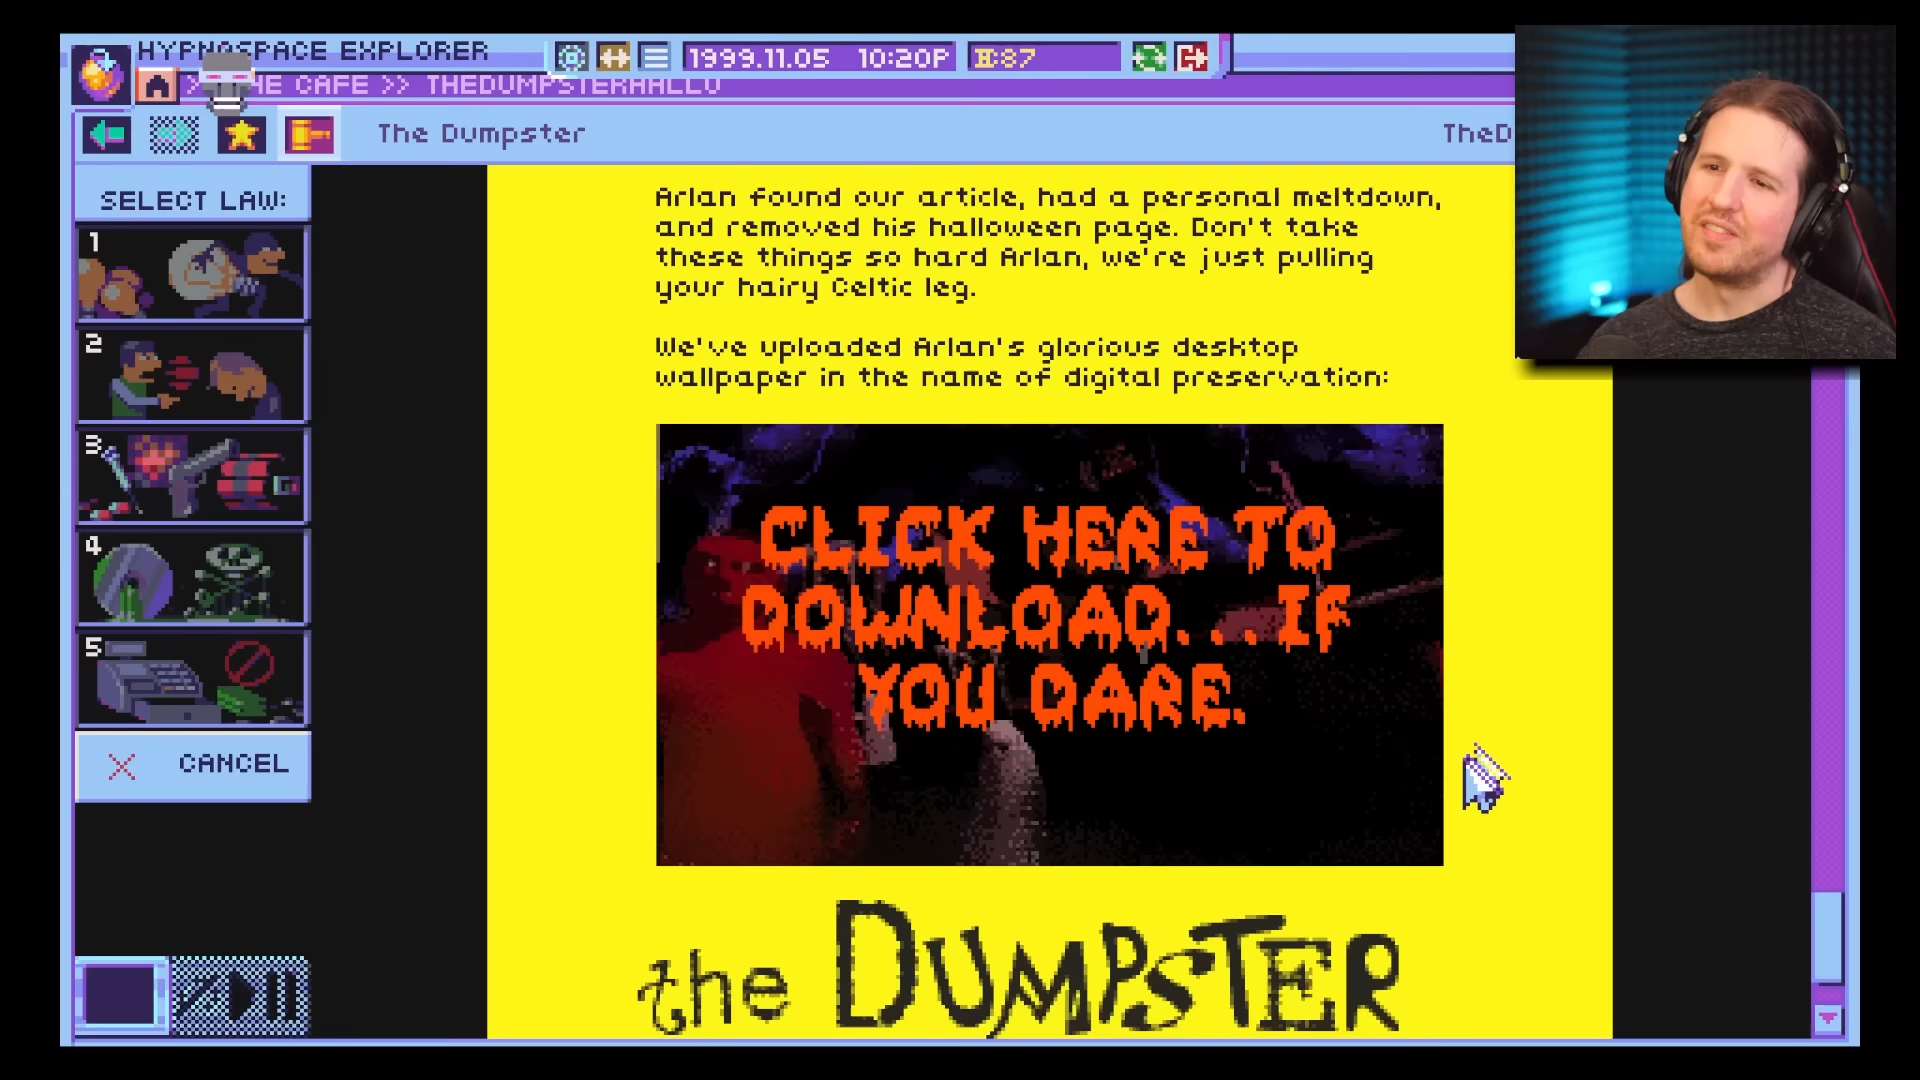 HYPNOSPACE EXPLORER
1999.11.05 10:20P
87
HE CAFE >> THEDUMPSTERHALLO
The Dumpster
TheD
SELECT LAW:
1
2
3
4
5
CANCEL
Arlan found our article, had a personal meltdown,
and removed his halloween page. Don't take
these things so hard Arlan, we're just pulling
your hairy Celtic leg.
We've uploaded Arlan's glorious desktop
wallpaper in the name of digital preservation:
CLICK HERE TO
DOWNLOAD...IF
YOU DARE.
the DUMPSTER